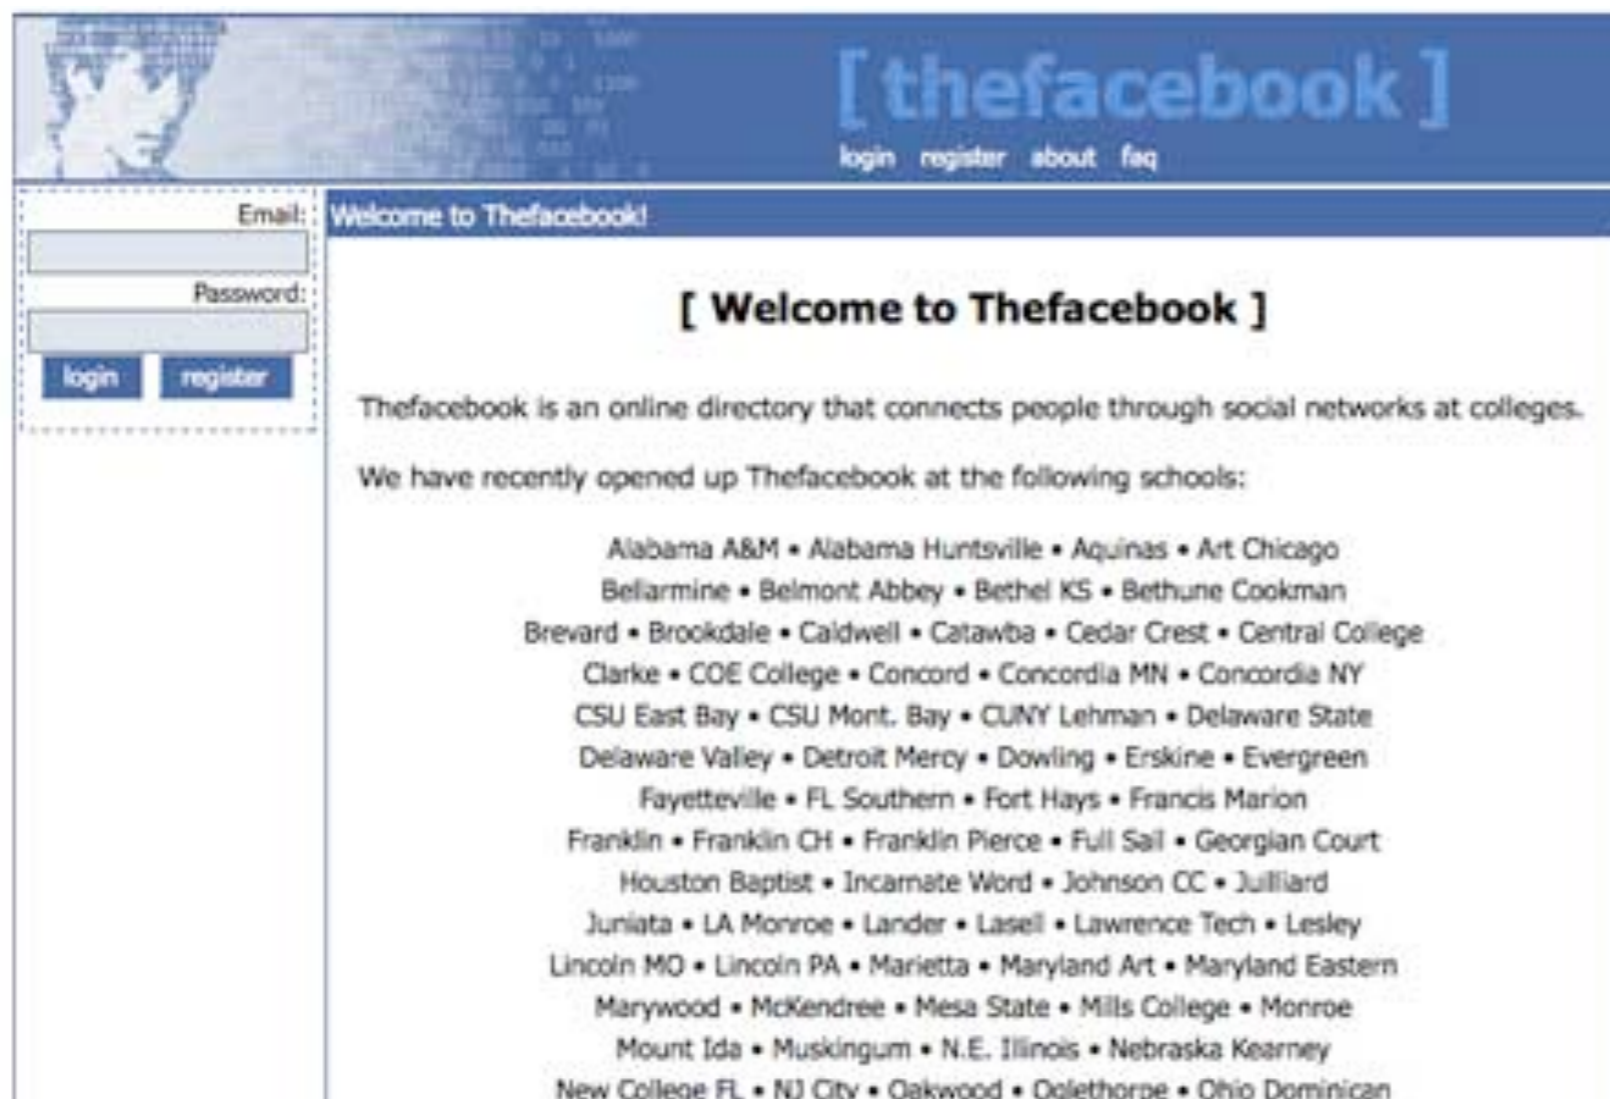 [ thefacebook ]
login register about faq
Email:
Password:
login register
Welcome to Thefacebook!
[ Welcome to Thefacebook ]
Thefacebook is an online directory that connects people through social networks at colleges.
We have recently opened up Thefacebook at the following schools:
Alabama A&M • Alabama Huntsville • Aquinas • Art Chicago
Bellarmine • Belmont Abbey • Bethel KS • Bethune Cookman
Brevard • Brookdale • Caldwell • Catawba • Cedar Crest • Central College
Clarke • COE College • Concord • Concordia MN • Concordia NY
CSU East Bay • CSU Mont. Bay • CUNY Lehman • Delaware State
Delaware Valley • Detroit Mercy • Dowling • Erskine • Evergreen
Fayetteville • FL Southern • Fort Hays • Francis Marion
Franklin • Franklin CH • Franklin Pierce • Full Sail • Georgian Court
Houston Baptist • Incarnate Word • Johnson CC • Juilliard
Juniata • LA Monroe • Lander • Lasell • Lawrence Tech • Lesley
Lincoln MO • Lincoln PA • Marietta • Maryland Art • Maryland Eastern
Marywood • McKendree • Mesa State • Mills College • Monroe
Mount Ida • Muskingum • N.E. Illinois • Nebraska Kearney
New College FL • NJ City • Oakwood • Oglethorpe • Ohio Dominican